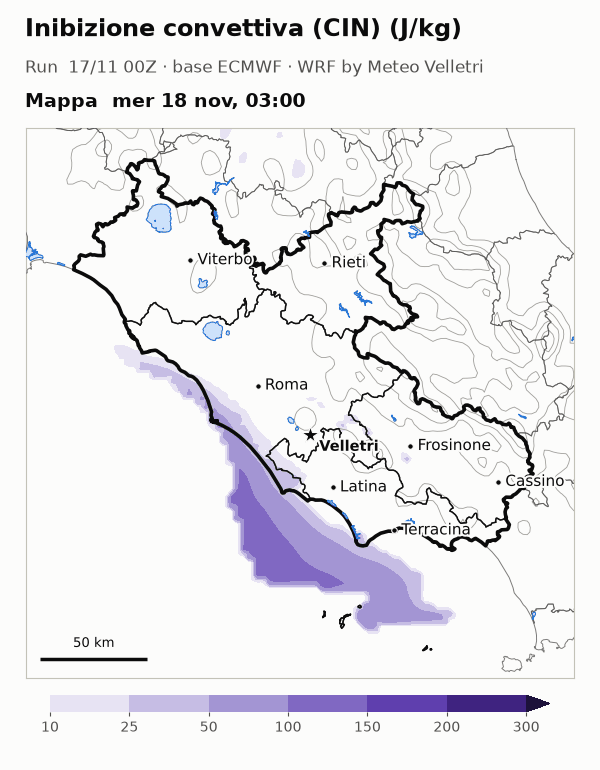 Inibizione convettiva (CIN) (J/kg)
Run  17/11 00Z · base ECMWF · WRF by Meteo Velletri
Mappa  mer 18 nov, 03:00
Viterbo
Rieti
Roma
Velletri
Frosinone
Cassino
Latina
Terracina
50 km
10 25 50 100 150 200 300